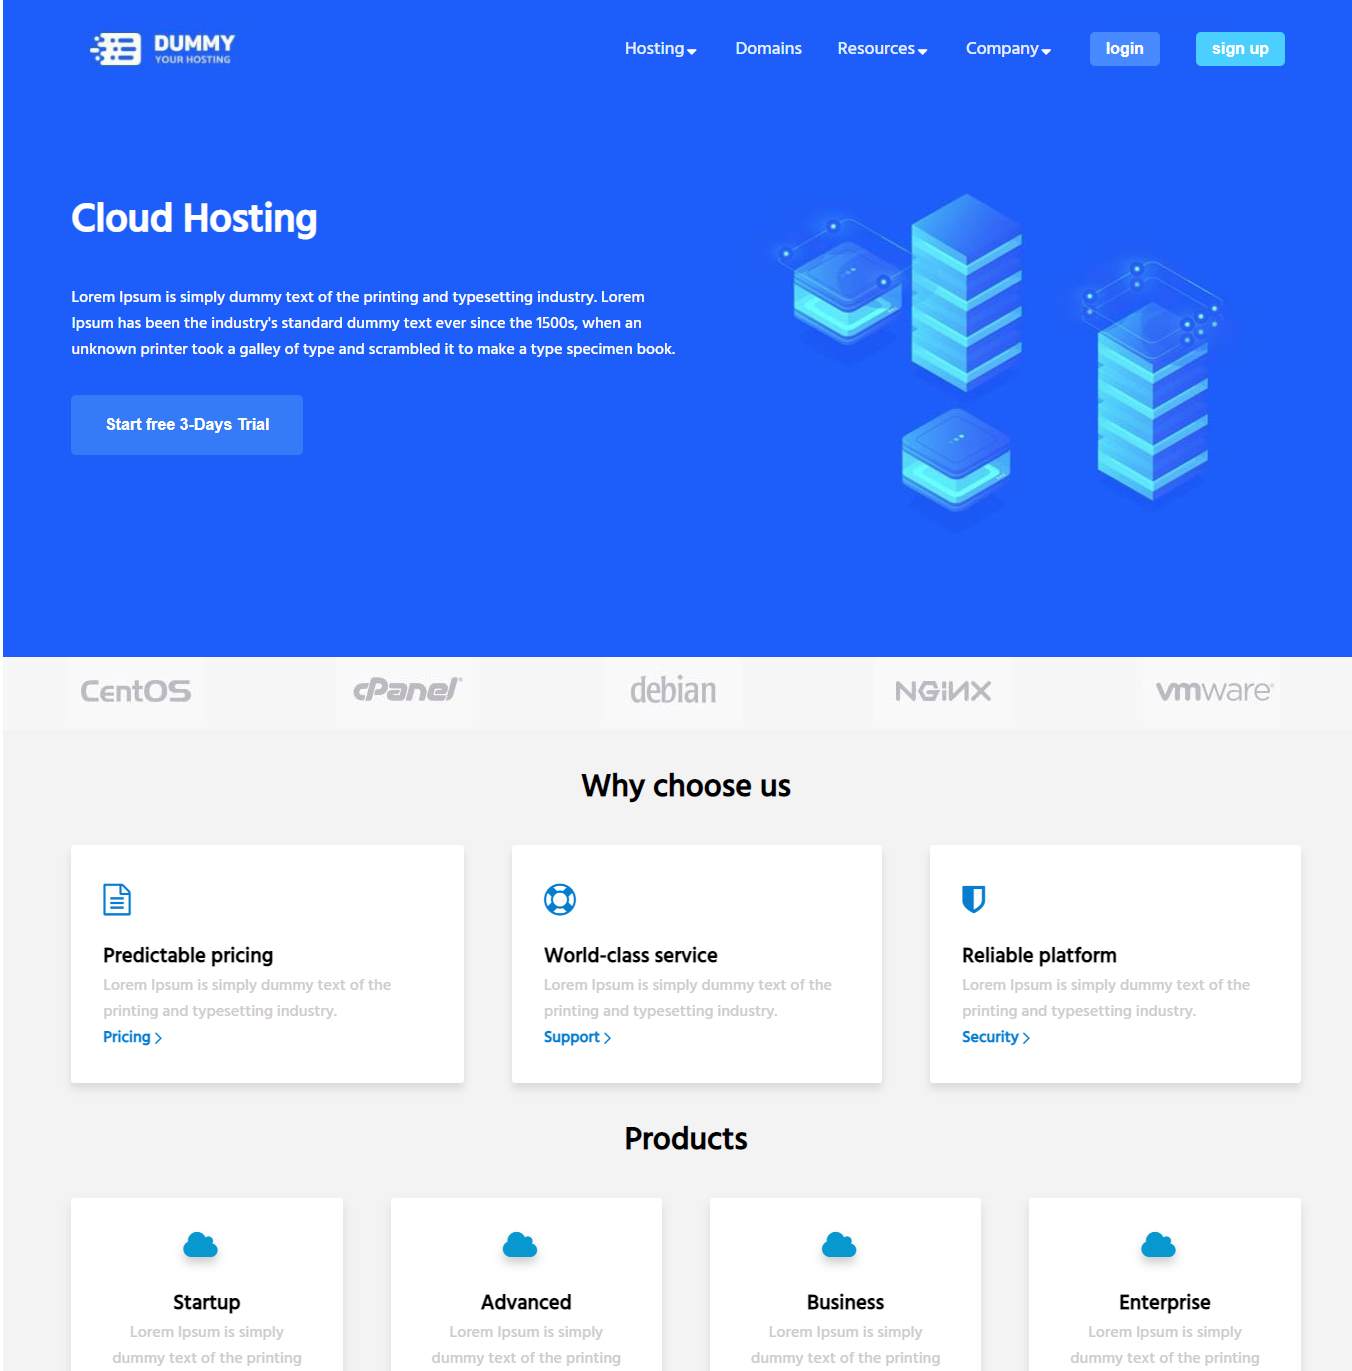 DUMMY
YOUR HOSTING
Hosting
Domains
Resources
Company
login
sign up
Cloud Hosting
Lorem Ipsum is simply dummy text of the printing and typesetting industry. Lorem
Ipsum has been the industry's standard dummy text ever since the 1500s, when an
unknown printer took a galley of type and scrambled it to make a type specimen book.
Start free 3-Days Trial
CentOS
cPanel
debian
NGiNX
vmware
Why choose us
Predictable pricing
Lorem Ipsum is simply dummy text of the
printing and typesetting industry.
Pricing
World-class service
Lorem Ipsum is simply dummy text of the
printing and typesetting industry.
Support
Reliable platform
Lorem Ipsum is simply dummy text of the
printing and typesetting industry.
Security
Products
Startup
Lorem Ipsum is simply
dummy text of the printing
Advanced
Lorem Ipsum is simply
dummy text of the printing
Business
Lorem Ipsum is simply
dummy text of the printing
Enterprise
Lorem Ipsum is simply
dummy text of the printing